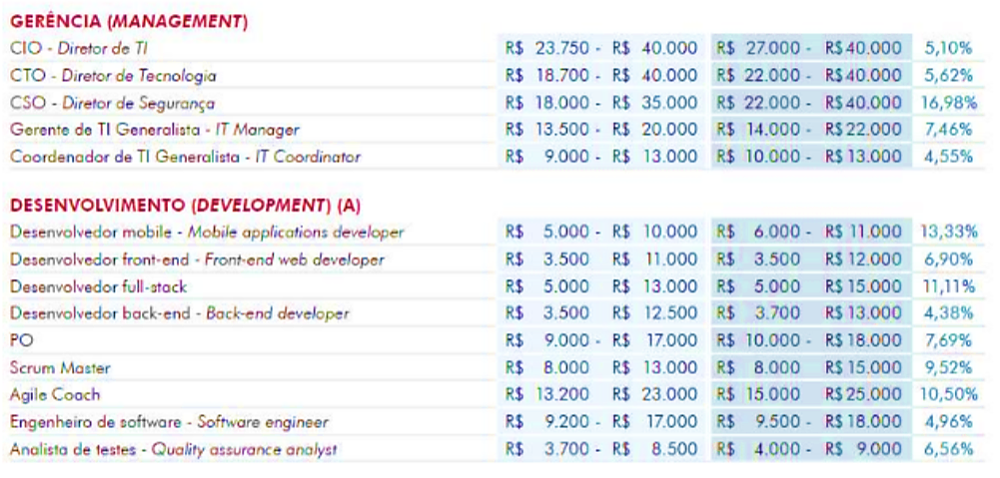 GERÊNCIA (MANAGEMENT)
CIO - Diretor de TI R$ 23.750 - R$ 40.000 R$ 27.000 - R$40.000 5,10%
CTO - Diretor de Tecnologia R$ 18.700 - R$ 40.000 R$ 22.000 - R$40.000 5,62%
CSO - Diretor de Segurança R$ 18.000 - R$ 35.000 R$ 22.000 - R$40.000 16,98%
Gerente de TI Generalista - IT Manager R$ 13.500 - R$ 20.000 R$ 14.000 - R$22.000 7,46%
Coordenador de TI Generalista - IT Coordinator R$ 9.000 - R$ 13.000 R$ 10.000 - R$13.000 4,55%
DESENVOLVIMENTO (DEVELOPMENT) (A)
Desenvolvedor mobile - Mobile applications developer R$ 5.000 - R$ 10.000 R$ 6.000 - R$ 11.000 13,33%
Desenvolvedor front-end - Front-end web developer R$ 3.500 R$ 11.000 R$ 3.500 R$ 12.000 6,90%
Desenvolvedor full-stack R$ 5.000 R$ 13.000 R$ 5.000 R$ 15.000 11,11%
Desenvolvedor back-end - Back-end developer R$ 3.500 R$ 12.500 R$ 3.700 R$ 13.000 4,38%
PO R$ 9.000 - R$ 17.000 R$ 10.000 - R$ 18.000 7,69%
Scrum Master R$ 8.000 R$ 13.000 R$ 8.000 R$ 15.000 9,52%
Agile Coach R$ 13.200 R$ 23.000 R$ 15.000 R$ 25.000 10,50%
Engenheiro de software - Software engineer R$ 9.200 - R$ 17.000 R$ 9.500 - R$ 18.000 4,96%
Analista de testes - Quality assurance analyst R$ 3.700 - R$ 8.500 R$ 4.000 - R$ 9.000 6,56%